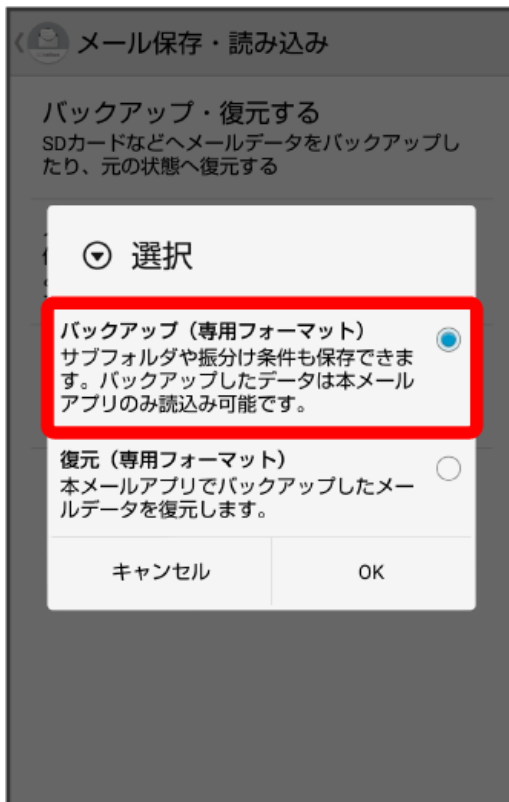 メール保存・読み込み
バックアップ・復元する
SDカードなどへメールデータをバックアップし
たり、元の状態へ復元する
選択
バックアップ（専用フォーマット）
サブフォルダや振分け条件も保存できま
す。バックアップしたデータは本メール
アプリのみ読込み可能です。
復元（専用フォーマット）
本メールアプリでバックアップしたメー
ルデータを復元します。
キャンセル
OK